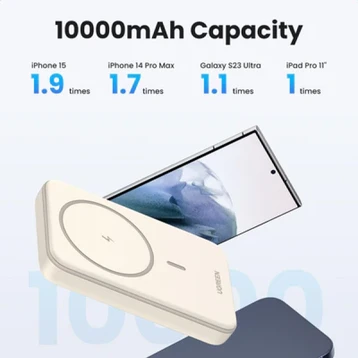 10000mAh Capacity
iPhone 15
1.9 times
iPhone 14 Pro Max
1.7 times
Galaxy S23 Ultra
1.1 times
iPad Pro 11"
1 times
10000